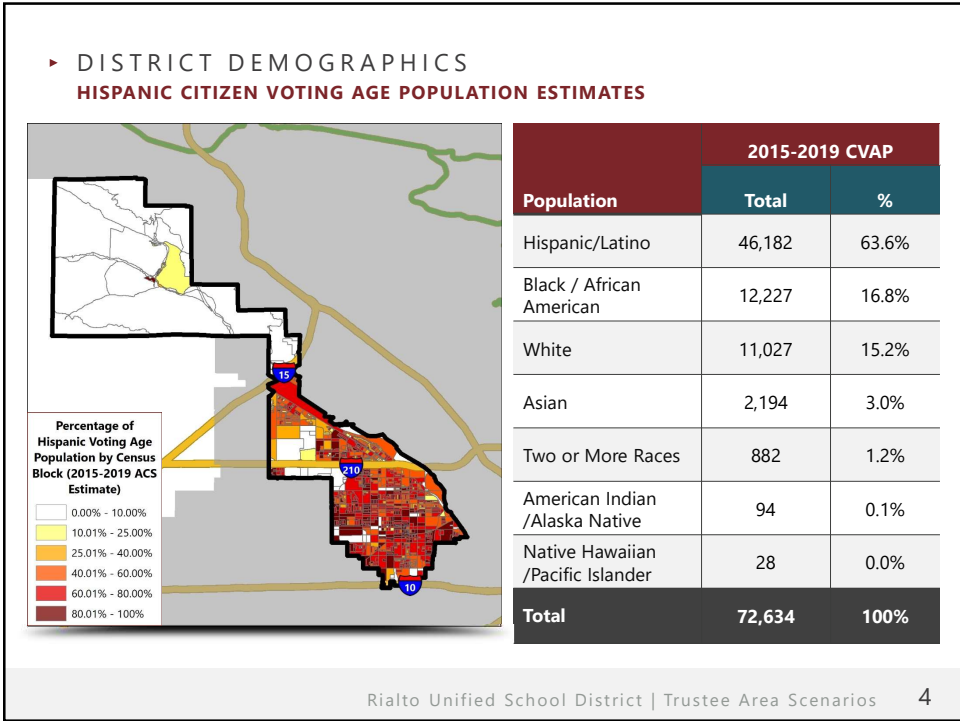 ▸ DISTRICT DEMOGRAPHICS
HISPANIC CITIZEN VOTING AGE POPULATION ESTIMATES
15
210
10
Percentage of
Hispanic Voting Age
Population by Census
Block (2015-2019 ACS
Estimate)
0.00% - 10.00%
10.01% - 25.00%
25.01% - 40.00%
40.01% - 60.00%
60.01% - 80.00%
80.01% - 100%
2015-2019 CVAP
Population Total %
Hispanic/Latino 46,182 63.6%
Black / African
American 12,227 16.8%
White 11,027 15.2%
Asian 2,194 3.0%
Two or More Races 882 1.2%
American Indian
/Alaska Native 94 0.1%
Native Hawaiian
/Pacific Islander 28 0.0%
Total 72,634 100%
Rialto Unified School District | Trustee Area Scenarios 4